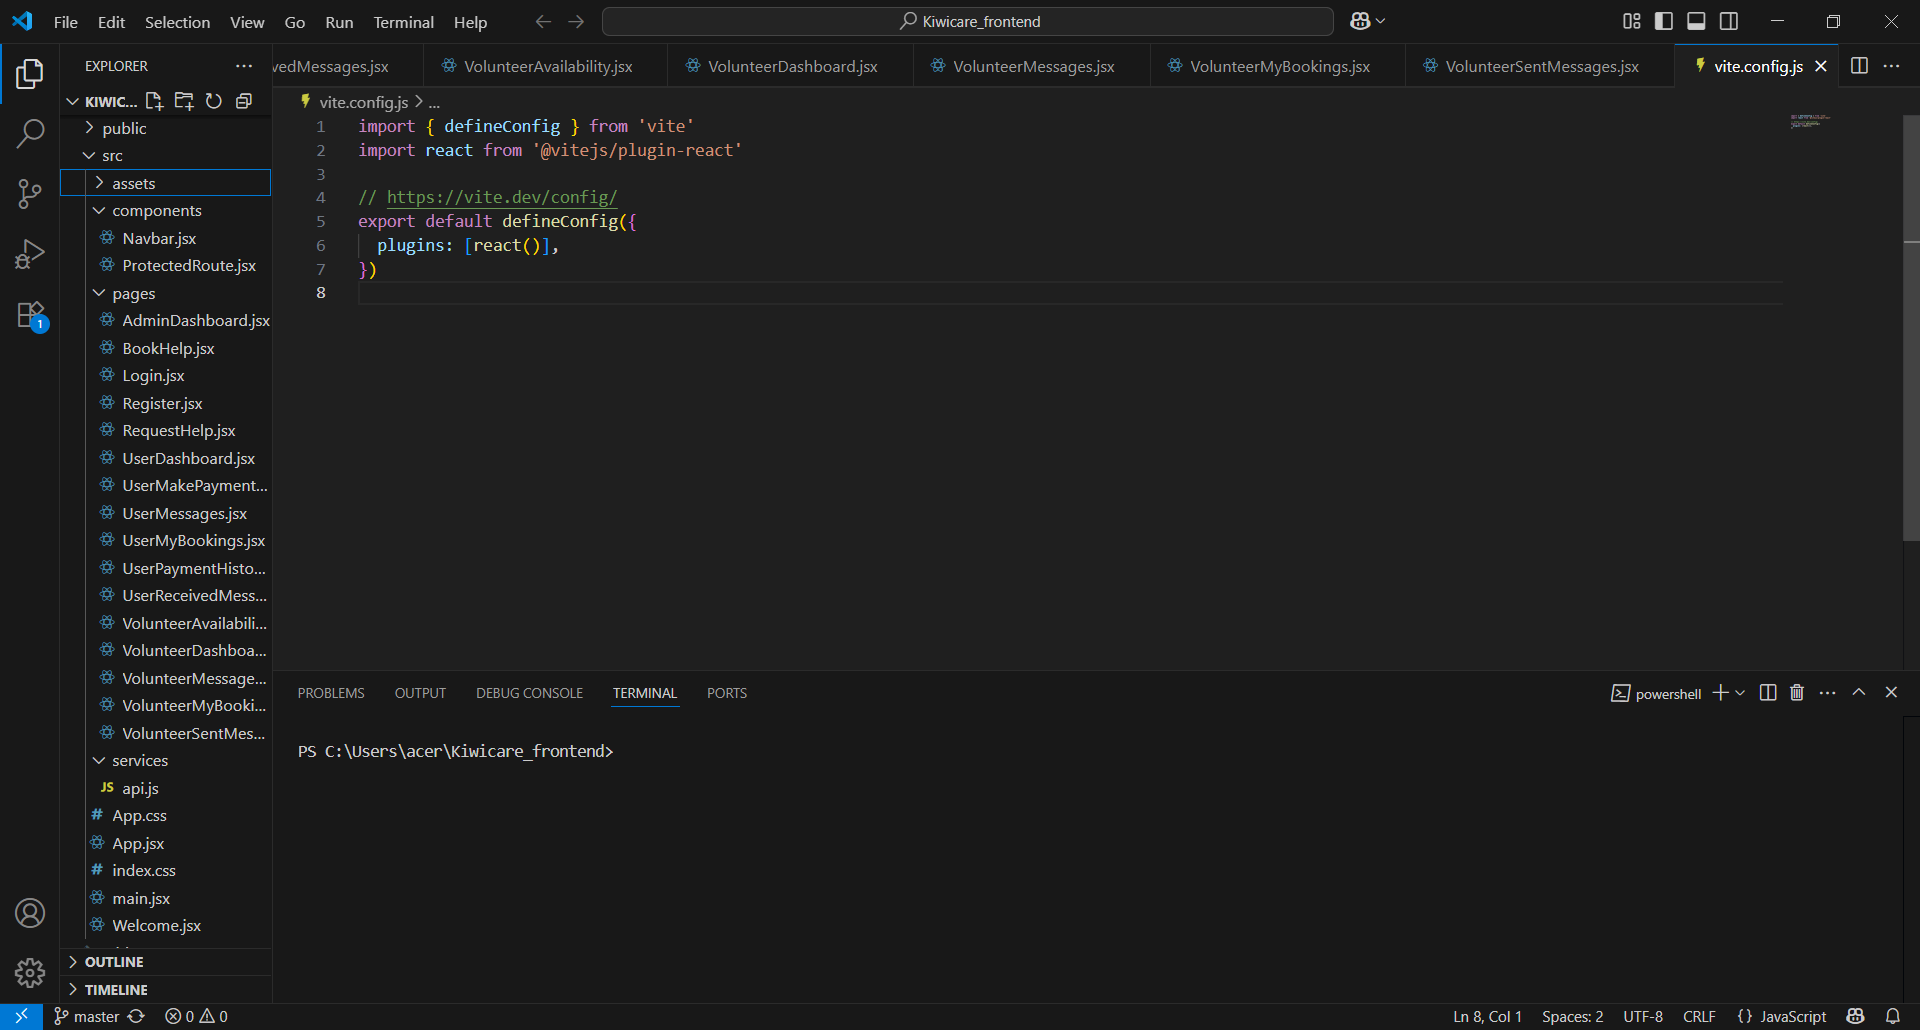 File Edit Selection View Go Run Terminal Help
Kiwicare_frontend
EXPLORER
KIWIC...
public
src
assets
components
Navbar.jsx
ProtectedRoute.jsx
pages
AdminDashboard.jsx
BookHelp.jsx
Login.jsx
Register.jsx
RequestHelp.jsx
UserDashboard.jsx
UserMakePayment...
UserMessages.jsx
UserMyBookings.jsx
UserPaymentHisto...
UserReceivedMess...
VolunteerAvailabili...
VolunteerDashboa...
VolunteerMessage...
VolunteerMyBooki...
VolunteerSentMes...
services
JS api.js
# App.css
App.jsx
# index.css
main.jsx
Welcome.jsx
OUTLINE
TIMELINE
1
vedMessages.jsx VolunteerAvailability.jsx VolunteerDashboard.jsx VolunteerMessages.jsx VolunteerMyBookings.jsx VolunteerSentMessages.jsx vite.config.js
vite.config.js > ...
1 import { defineConfig } from 'vite'
2 import react from '@vitejs/plugin-react'
3
4 // https://vite.dev/config/
5 export default defineConfig({
6   plugins: [react()],
7 })
8
PROBLEMS OUTPUT DEBUG CONSOLE TERMINAL PORTS
powershell
PS C:\Users\acer\Kiwicare_frontend>
master 0 0
Ln 8, Col 1 Spaces: 2 UTF-8 CRLF {} JavaScript